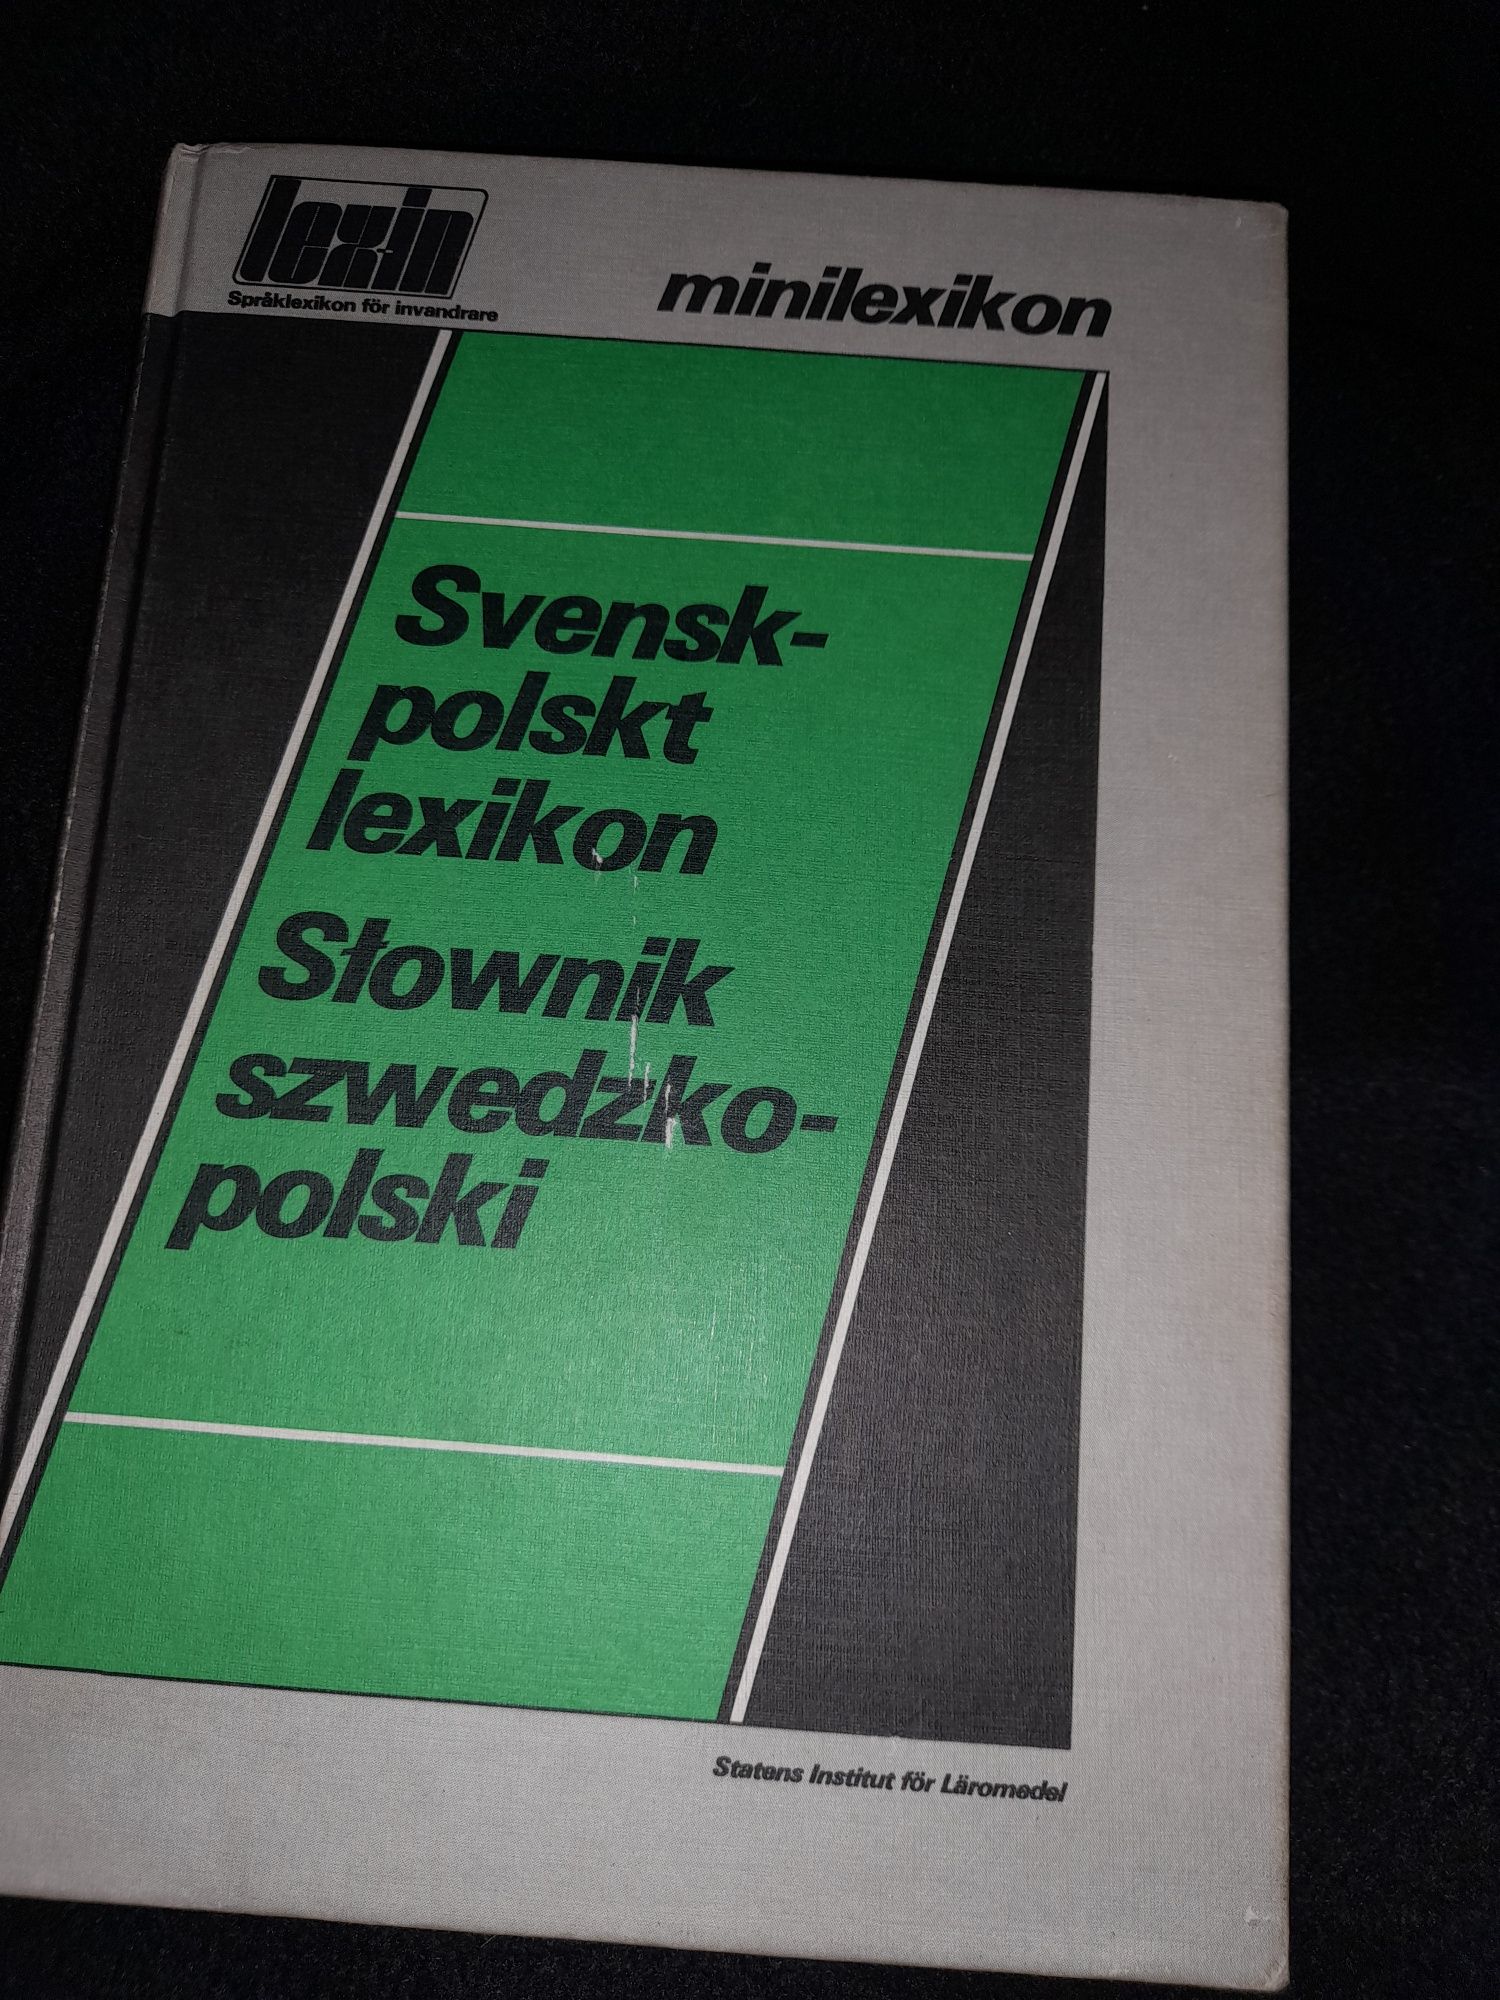 lexin
Språklexikon för invandrare
minilexikon
Svensk-
polskt
lexikon
Słownik
szwedzko-
polski
Statens Institut för Läromedel